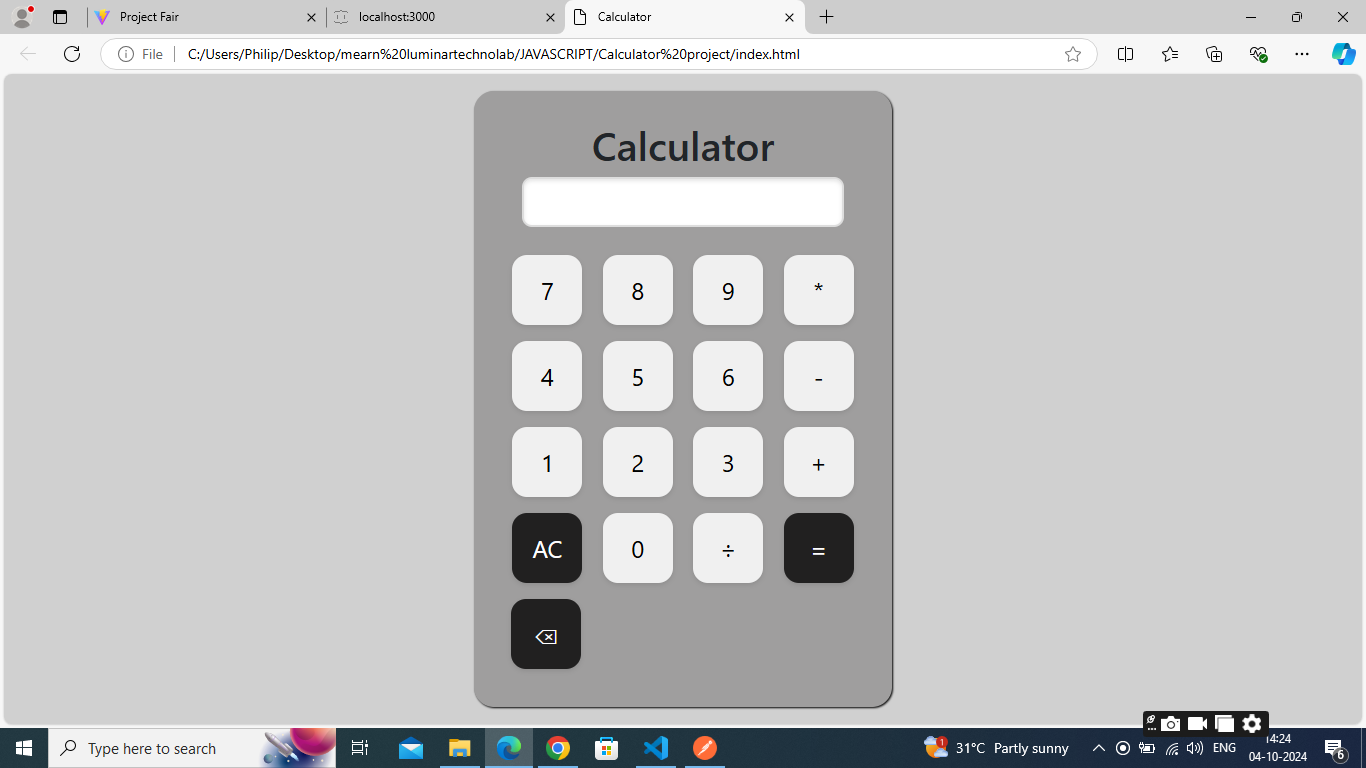 Project Fair
localhost:3000
Calculator
File
C:/Users/Philip/Desktop/mearn%20luminartechnolab/JAVASCRIPT/Calculator%20project/index.html
Calculator
7 8 9 *
4 5 6 -
1 2 3 +
AC 0 ÷ =
Type here to search
1
31°C Partly sunny
ENG
14:24
04-10-2024
6